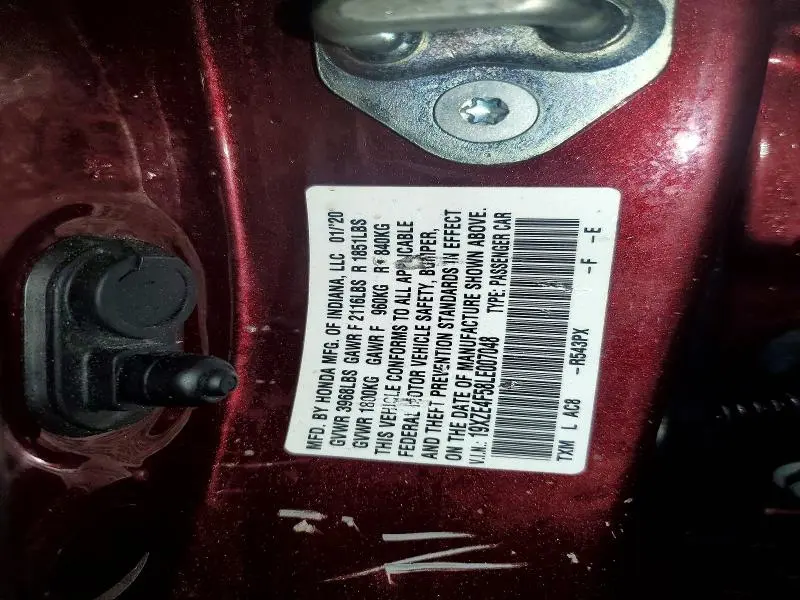 MFD. BY HONDA MFG. OF INDIANA, LLC 01/'20
GVWR 3968LBS GAWR F 2116LBS R 1851LBS
GVWR 1800KG GAWR F 960KG R 840KG
THIS VEHICLE CONFORMS TO ALL APPLICABLE
FEDERAL MOTOR VEHICLE SAFETY, BUMPER,
AND THEFT PREVENTION STANDARDS IN EFFECT
ON THE DATE OF MANUFACTURE SHOWN ABOVE.
V.I.N.: 19XZE4F58LE007048 TYPE: PASSENGER CAR
TXM L AC8 -R543PX -F -E